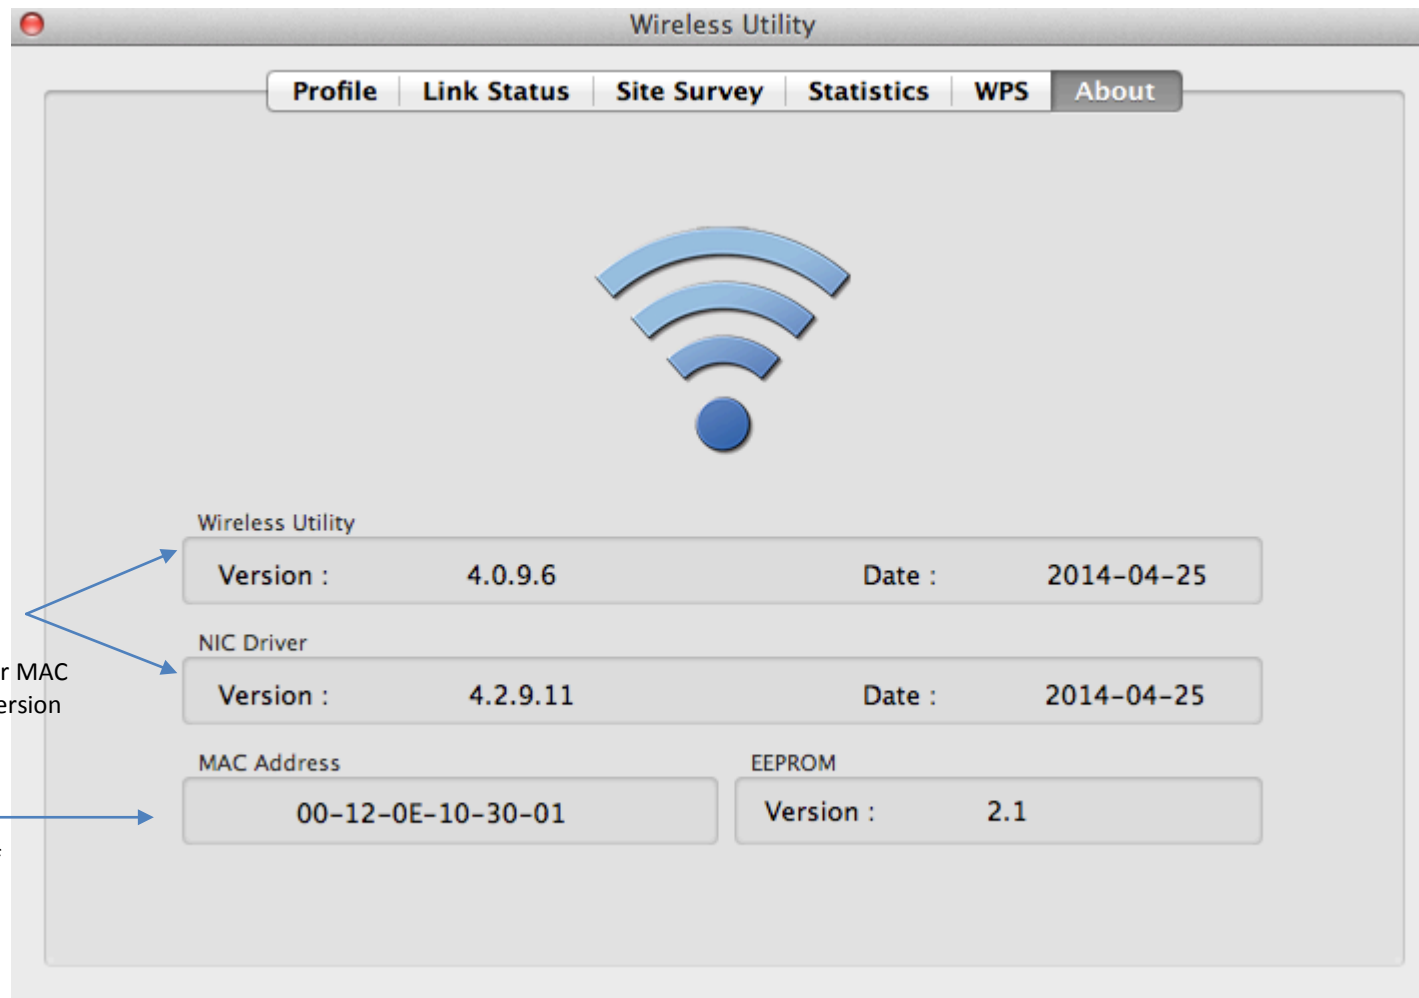 Wireless Utility
Profile Link Status Site Survey Statistics WPS About
Wireless Utility
Version : 4.0.9.6 Date : 2014-04-25
NIC Driver
r MAC
ersion
Version : 4.2.9.11 Date : 2014-04-25
MAC Address EEPROM
00-12-0E-10-30-01 Version : 2.1